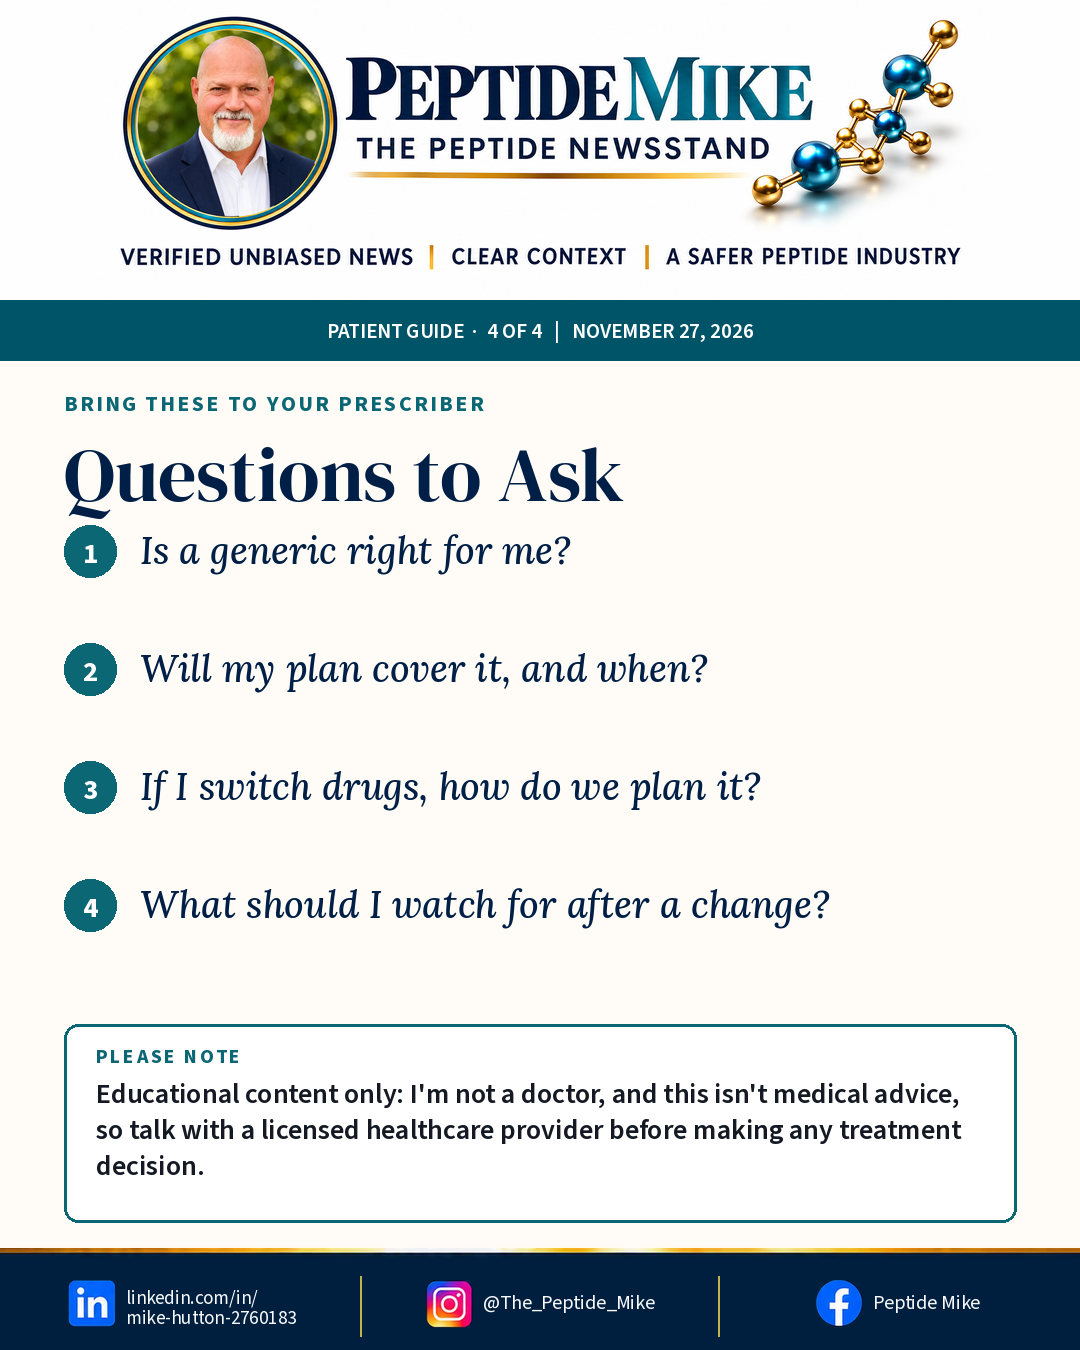 PEPTIDEMIKE
THE PEPTIDE NEWSSTAND
VERIFIED UNBIASED NEWS | CLEAR CONTEXT | A SAFER PEPTIDE INDUSTRY
PATIENT GUIDE · 4 OF 4 | NOVEMBER 27, 2026
BRING THESE TO YOUR PRESCRIBER
Questions to Ask
1 Is a generic right for me?
2 Will my plan cover it, and when?
3 If I switch drugs, how do we plan it?
4 What should I watch for after a change?
PLEASE NOTE
Educational content only: I'm not a doctor, and this isn't medical advice,
so talk with a licensed healthcare provider before making any treatment
decision.
linkedin.com/in/
mike-hutton-2760183
@The_Peptide_Mike
Peptide Mike